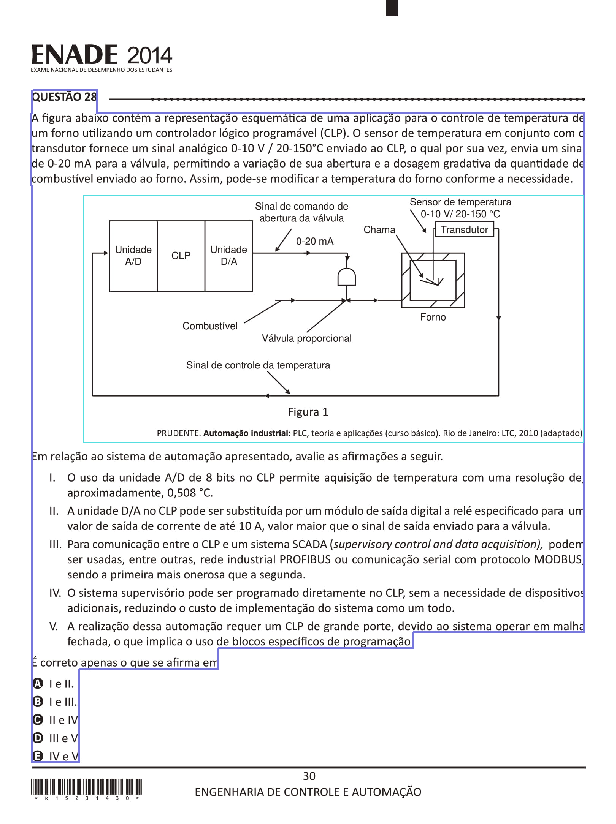 ENADE 2014
EXAME NACIONAL DE DESEMPENHO DOS ESTUDANTES
QUESTÃO 28
A figura abaixo contém a representação esquemática de uma aplicação para o controle de temperatura de
um forno utilizando um controlador lógico programável (CLP). O sensor de temperatura em conjunto com o
transdutor fornece um sinal analógico 0-10 V / 20-150°C enviado ao CLP, o qual por sua vez, envia um sina
de 0-20 mA para a válvula, permitindo a variação de sua abertura e a dosagem gradativa da quantidade de
combustível enviado ao forno. Assim, pode-se modificar a temperatura do forno conforme a necessidade.
Sinal de comando de
abertura da válvula
Sensor de temperatura
0-10 V/ 20-150 °C
Chama
Transdutor
0-20 mA
Unidade
A/D
CLP
Unidade
D/A
Forno
Combustível
Válvula proporcional
Sinal de controle da temperatura
Figura 1
PRUDENTE. Automação industrial: PLC, teoria e aplicações (curso básico). Rio de Janeiro: LTC, 2010 (adaptado)
Em relação ao sistema de automação apresentado, avalie as afirmações a seguir.
I. O uso da unidade A/D de 8 bits no CLP permite aquisição de temperatura com uma resolução de,
aproximadamente, 0,508 °C.
II. A unidade D/A no CLP pode ser substituída por um módulo de saída digital a relé especificado para um
valor de saída de corrente de até 10 A, valor maior que o sinal de saída enviado para a válvula.
III. Para comunicação entre o CLP e um sistema SCADA (supervisory control and data acquisition), podem
ser usadas, entre outras, rede industrial PROFIBUS ou comunicação serial com protocolo MODBUS,
sendo a primeira mais onerosa que a segunda.
IV. O sistema supervisório pode ser programado diretamente no CLP, sem a necessidade de dispositivos
adicionais, reduzindo o custo de implementação do sistema como um todo.
V. A realização dessa automação requer um CLP de grande porte, devido ao sistema operar em malha
fechada, o que implica o uso de blocos específicos de programação
É correto apenas o que se afirma em
A I e II.
B I e III.
C II e IV
D III e V
E IV e V
30
ENGENHARIA DE CONTROLE E AUTOMAÇÃO